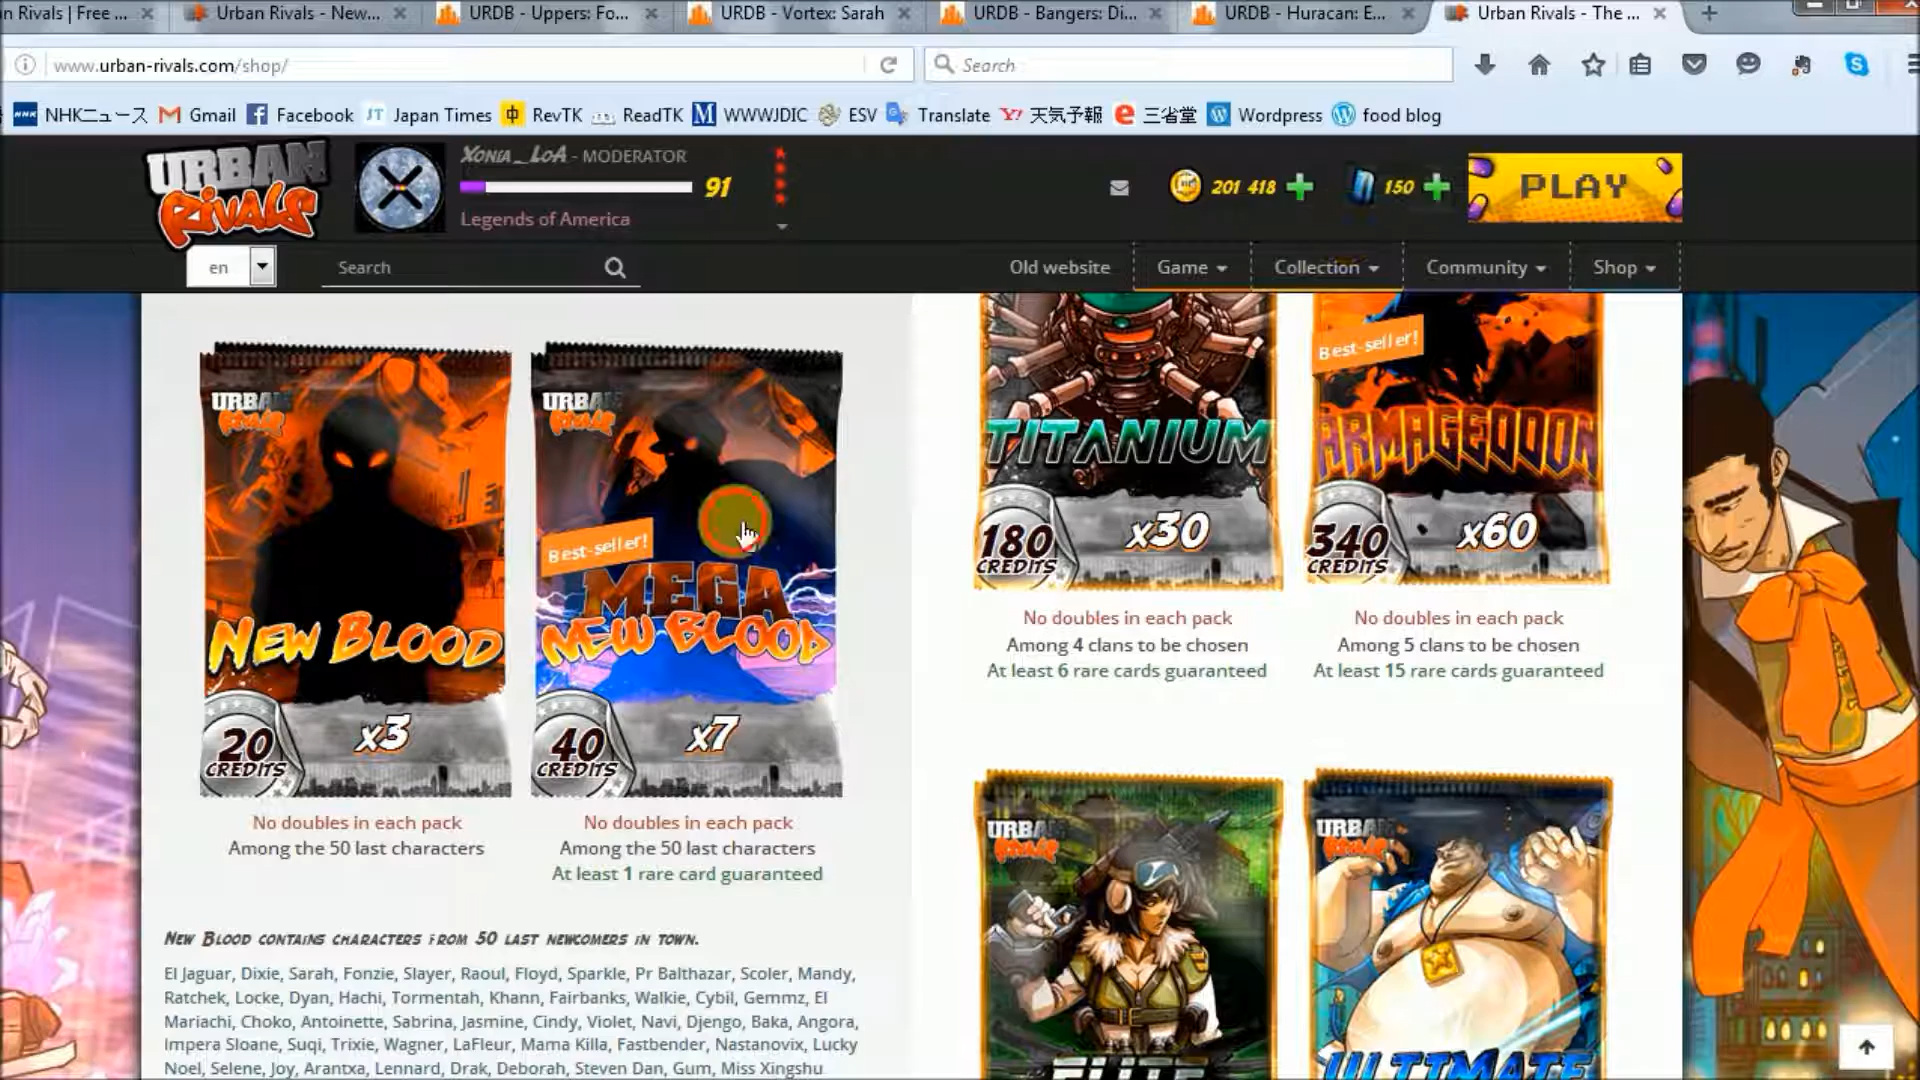 n Rivals | Free ...
Urban Rivals - New...
URDB - Uppers: Fo...
URDB - Vortex: Sarah
URDB - Bangers: Di...
URDB - Huracan: E...
Urban Rivals - The ...
www.urban-rivals.com/shop/
Search
NHKニュース
Gmail
Facebook
JT Japan Times
中 RevTK
ReadTK
M WWWJDIC
ESV
Translate
Y! 天気予報
e 三省堂
Wordpress
food blog
URBAN RIVALS
XONIA_LOA - MODERATOR
91
Legends of America
201 418
150
PLAY
en
Search
Old website
Game
Collection
Community
Shop
URBAN RIVALS
NEW BLOOD
20 CREDITS
x3
No doubles in each pack
Among the 50 last characters
URBAN RIVALS
Best-seller!
MEGA
NEW BLOOD
40 CREDITS
x7
No doubles in each pack
Among the 50 last characters
At least 1 rare card guaranteed
TITANIUM
180 CREDITS
x30
No doubles in each pack
Among 4 clans to be chosen
At least 6 rare cards guaranteed
Best-seller!
ARMAGEDDON
340 CREDITS
x60
No doubles in each pack
Among 5 clans to be chosen
At least 15 rare cards guaranteed
URBAN RIVALS
ELITE
URBAN RIVALS
ULTIMATE
NEW BLOOD CONTAINS CHARACTERS FROM 50 LAST NEWCOMERS IN TOWN.
El Jaguar, Dixie, Sarah, Fonzie, Slayer, Raoul, Floyd, Sparkle, Pr Balthazar, Scoler, Mandy,
Ratchek, Locke, Dyan, Hachi, Tormentah, Khann, Fairbanks, Walkie, Cybil, Gemmz, El
Mariachi, Choko, Antoinette, Sabrina, Jasmine, Cindy, Violet, Navi, Djengo, Baka, Angora,
Impera Sloane, Suqi, Trixie, Wagner, LaFleur, Mama Killa, Fastbender, Nastanovix, Lucky
Noel, Selene, Joy, Arantxa, Lennard, Drak, Deborah, Steven Dan, Gum, Miss Xingshu